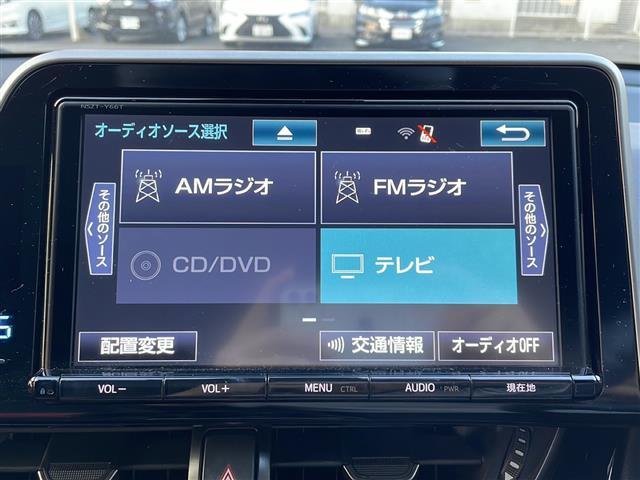 NSZT-Y66T
オーディオソース選択
Wi-Fi
その他のソース
AMラジオ
FMラジオ
その他のソース
CD/DVD
テレビ
配置変更
交通情報
オーディオOFF
VOL−
VOL+
MENU CTRL
AUDIO PWR
現在地